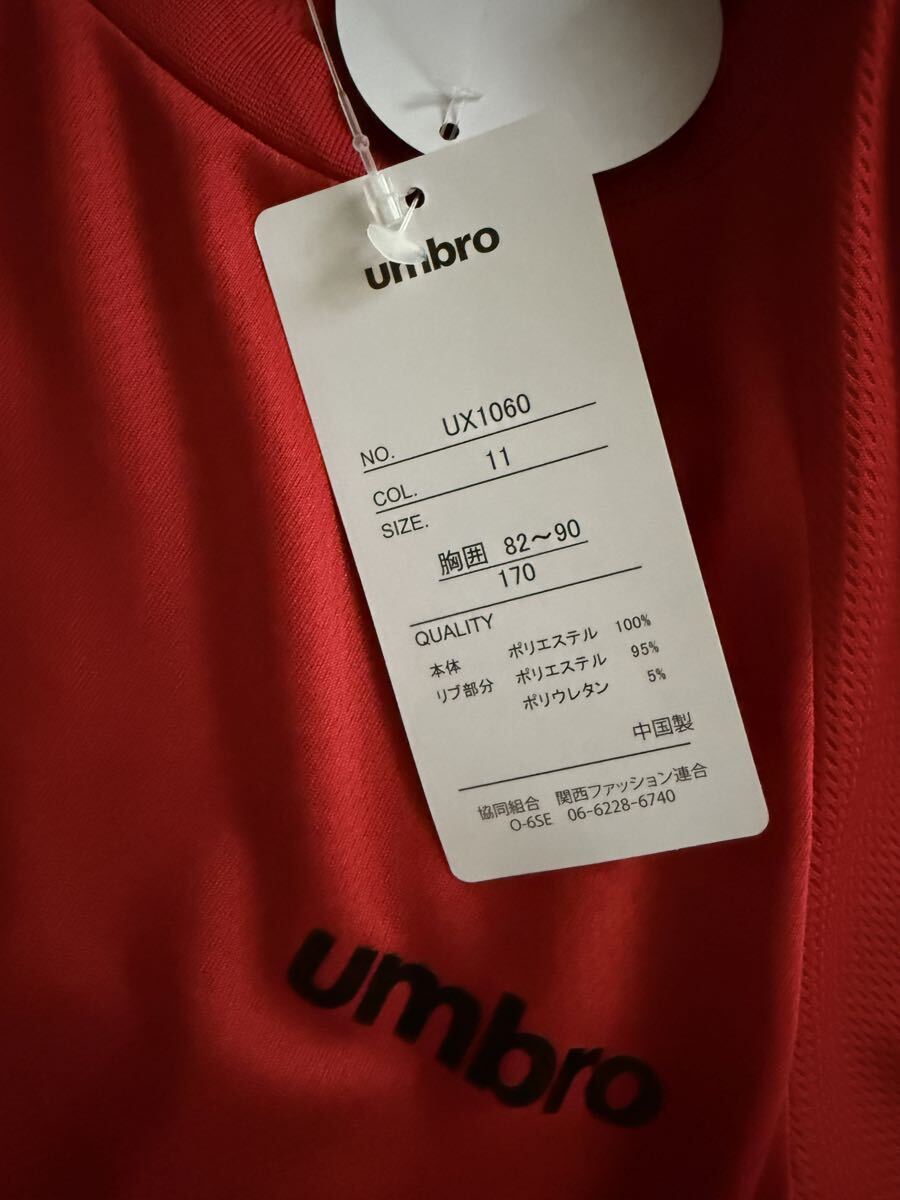 umbro
NO. UX1060
COL. 11
SIZE.
胸囲 82～90
170
QUALITY
本体 ポリエステル 100%
リブ部分 ポリエステル 95%
ポリウレタン 5%
中国製
協同組合 関西ファッション連合
O-6SE 06-6228-6740
umbro